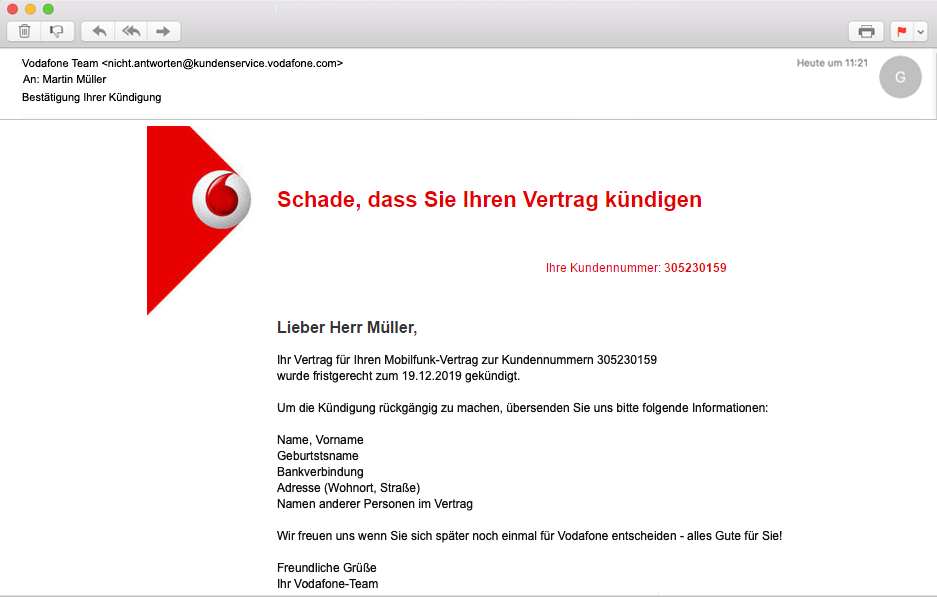 Vodafone Team <nicht.antworten@kundenservice.vodafone.com>
Heute um 11:21
An: Martin Müller
G
Bestätigung Ihrer Kündigung
Schade, dass Sie Ihren Vertrag kündigen
Ihre Kundennummer: 305230159
Lieber Herr Müller,
Ihr Vertrag für Ihren Mobilfunk-Vertrag zur Kundennummern 305230159
wurde fristgerecht zum 19.12.2019 gekündigt.
Um die Kündigung rückgängig zu machen, übersenden Sie uns bitte folgende Informationen:
Name, Vorname
Geburtstsname
Bankverbindung
Adresse (Wohnort, Straße)
Namen anderer Personen im Vertrag
Wir freuen uns wenn Sie sich später noch einmal für Vodafone entscheiden - alles Gute für Sie!
Freundliche Grüße
Ihr Vodafone-Team